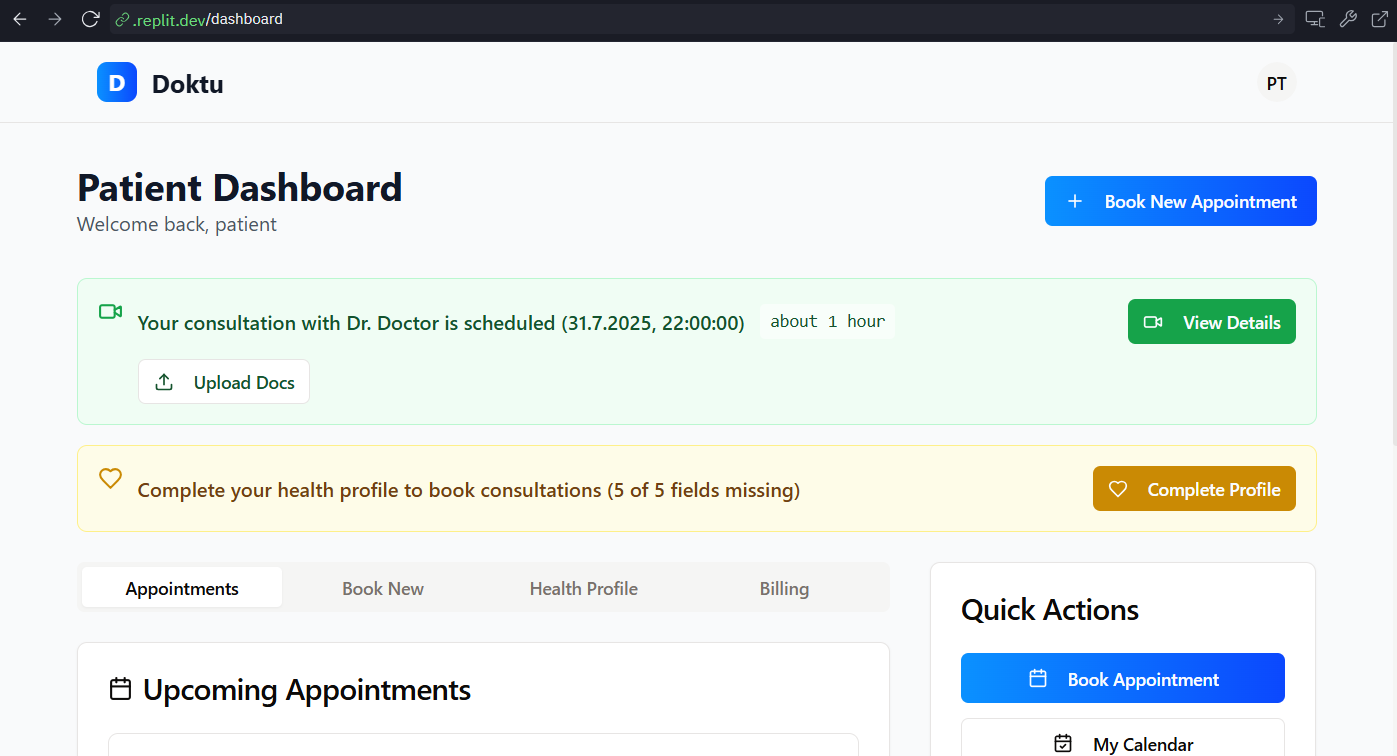 .replit.dev/dashboard
D Doktu
PT
Patient Dashboard
Welcome back, patient
Book New Appointment
Your consultation with Dr. Doctor is scheduled (31.7.2025, 22:00:00) about 1 hour
View Details
Upload Docs
Complete your health profile to book consultations (5 of 5 fields missing)
Complete Profile
Appointments Book New Health Profile Billing
Upcoming Appointments
Quick Actions
Book Appointment
My Calendar